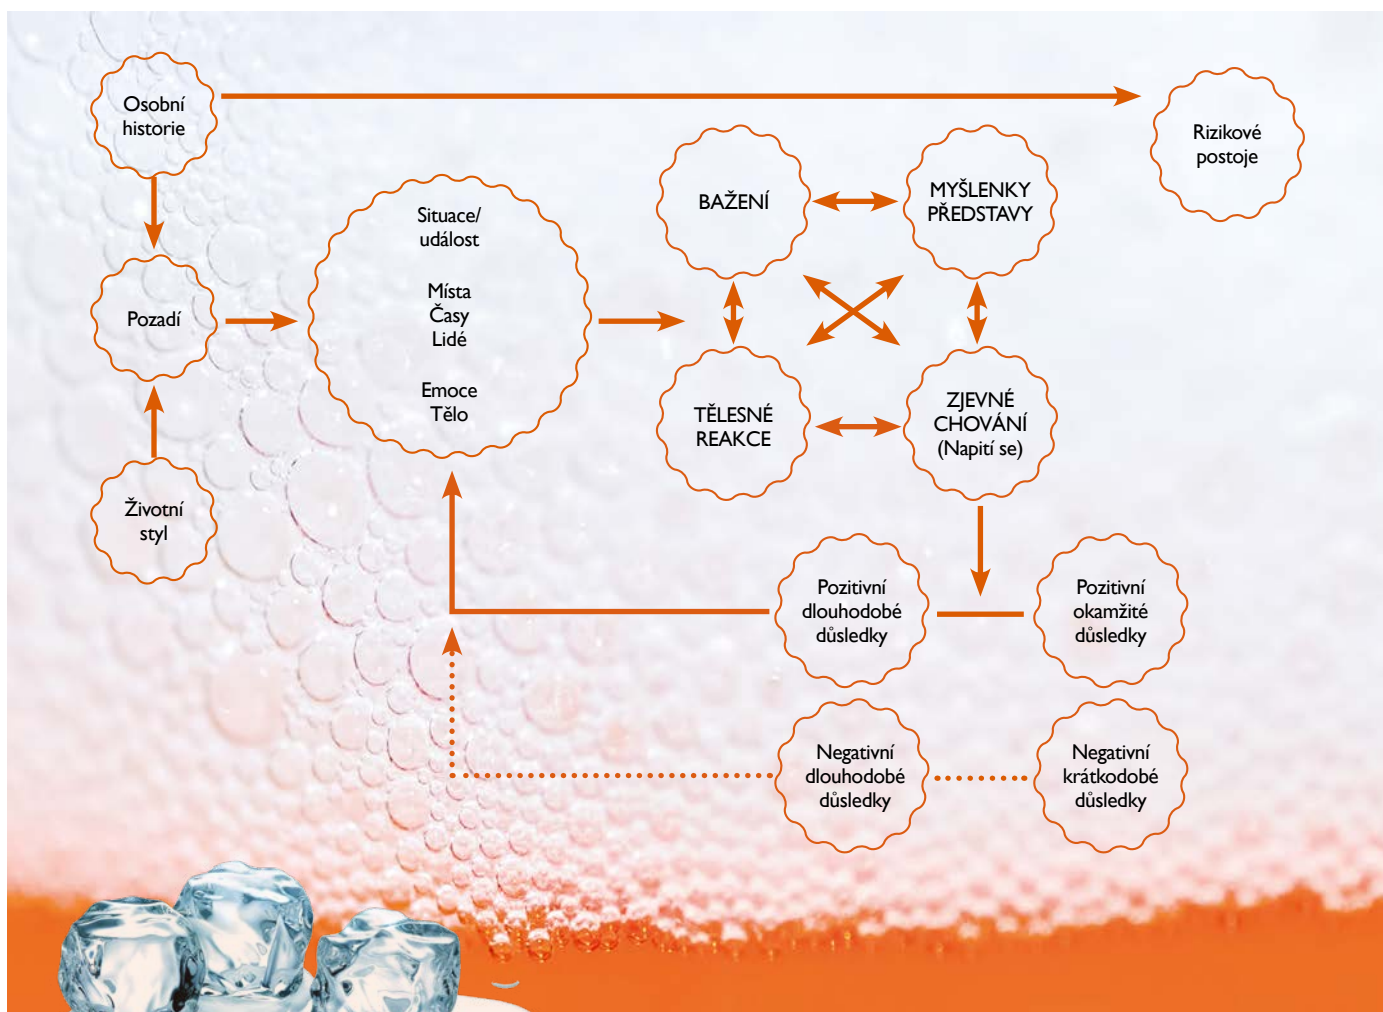 Osobní
historie
Rizikové
postoje
BAŽENÍ
MYŠLENKY
PŘEDSTAVY
Situace/
událost
Místa
Časy
Lidé
Emoce
Tělo
Pozadí
TĚLESNÉ
REAKCE
ZJEVNÉ
CHOVÁNÍ
(Napití se)
Životní
styl
Pozitivní
dlouhodobé
důsledky
Pozitivní
okamžité
důsledky
Negativní
dlouhodobé
důsledky
Negativní
krátkodobé
důsledky